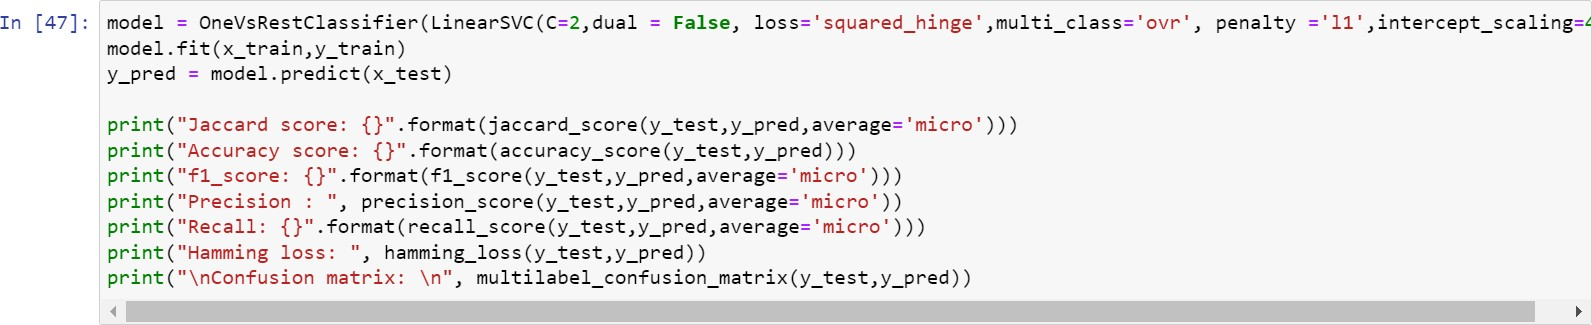 In [47]: model = OneVsRestClassifier(LinearSVC(C=2,dual = False, loss='squared_hinge',multi_class='ovr', penalty ='l1',intercept_scaling=4
model.fit(x_train,y_train)
y_pred = model.predict(x_test)
print("Jaccard score: {}".format(jaccard_score(y_test,y_pred,average='micro')))
print("Accuracy score: {}".format(accuracy_score(y_test,y_pred)))
print("f1_score: {}".format(f1_score(y_test,y_pred,average='micro')))
print("Precision : ", precision_score(y_test,y_pred,average='micro'))
print("Recall: {}".format(recall_score(y_test,y_pred,average='micro')))
print("Hamming loss: ", hamming_loss(y_test,y_pred))
print("\nConfusion matrix: \n", multilabel_confusion_matrix(y_test,y_pred))